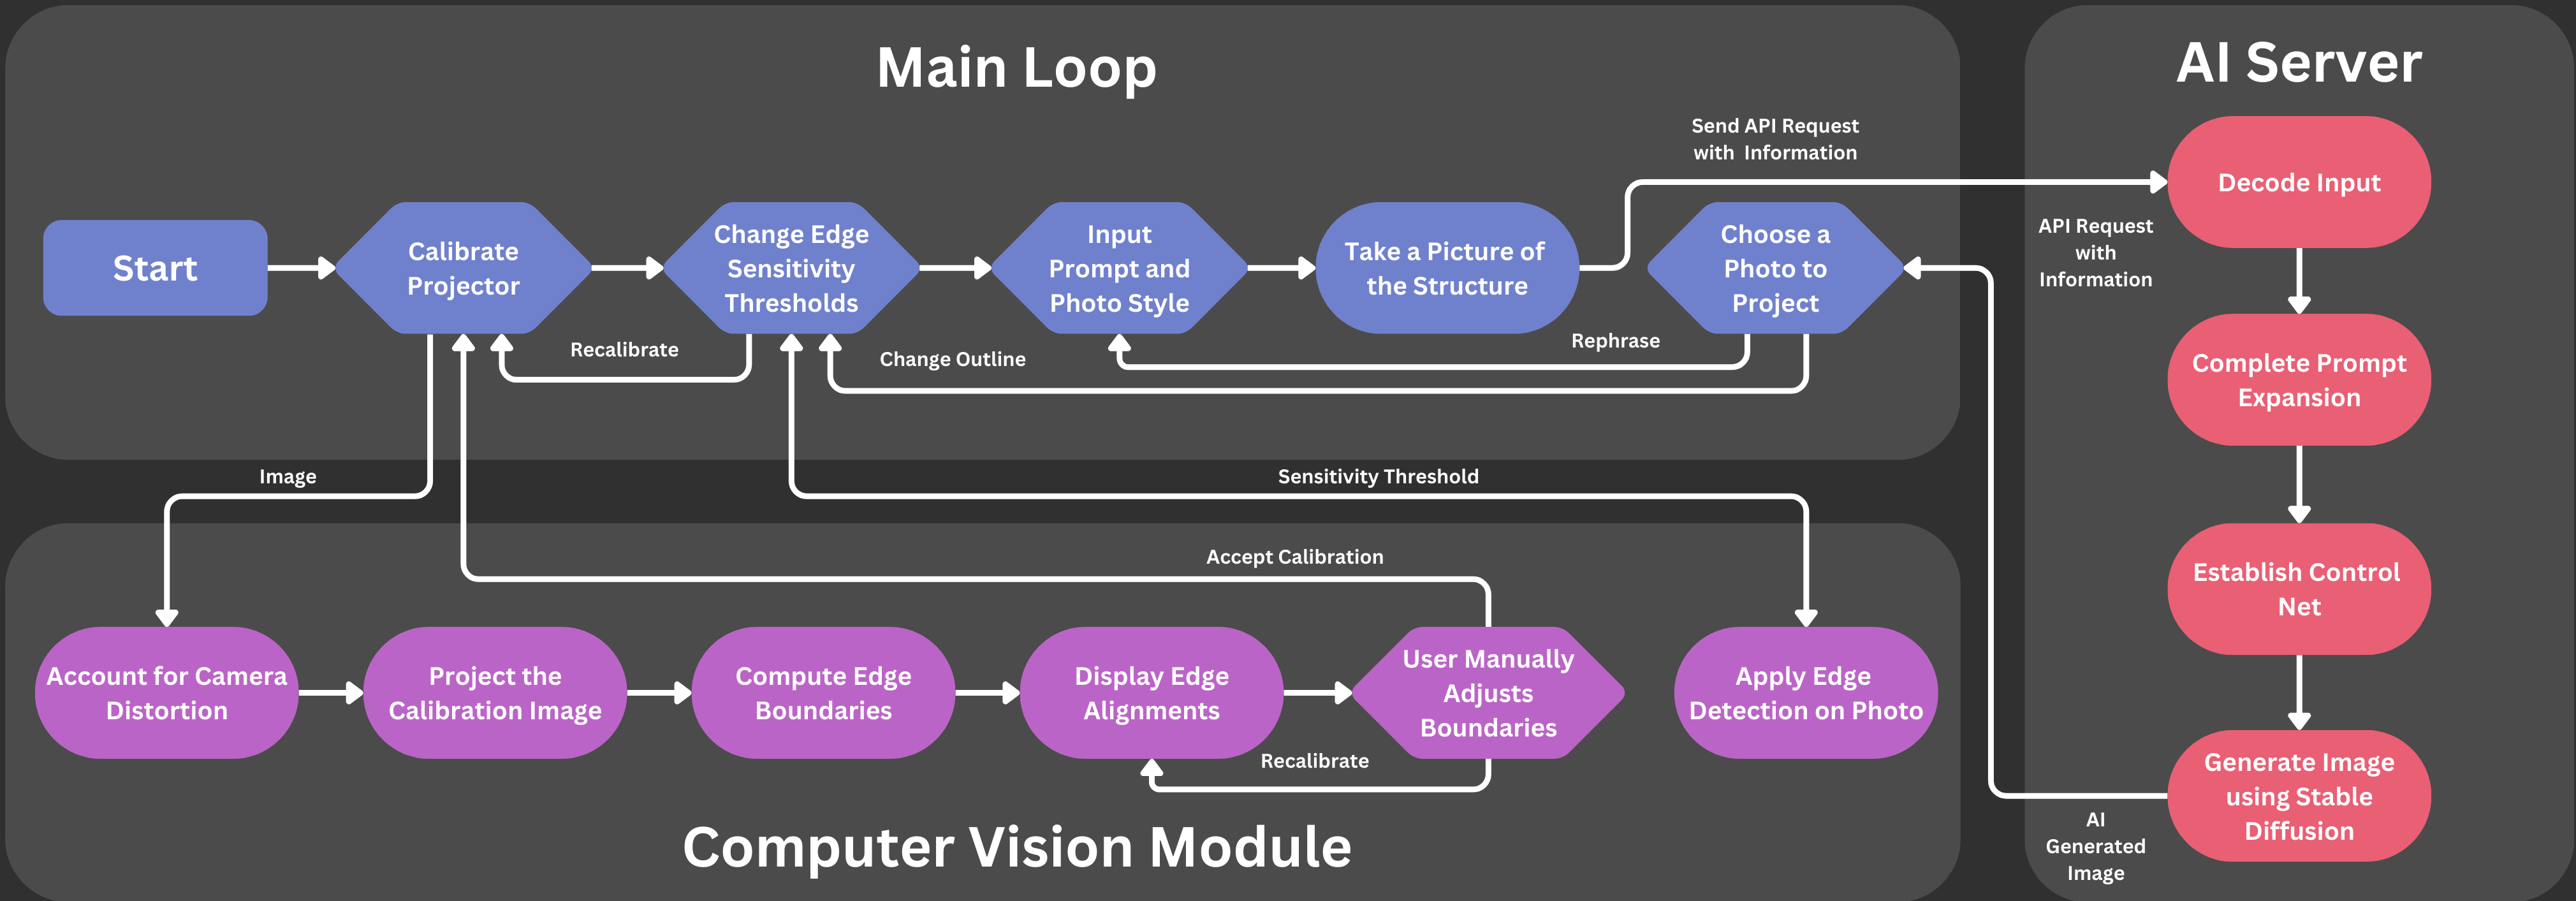 Main Loop
AI Server
Send API Request
with Information
Start
Calibrate
Projector
Change Edge
Sensitivity
Thresholds
Input
Prompt and
Photo Style
Take a Picture of
the Structure
Choose a
Photo to
Project
Recalibrate
Change Outline
Rephrase
Decode Input
API Request
with
Information
Complete Prompt
Expansion
Establish Control
Net
Generate Image
using Stable
Diffusion
AI
Generated
Image
Image
Sensitivity Threshold
Accept Calibration
Account for Camera
Distortion
Project the
Calibration Image
Compute Edge
Boundaries
Display Edge
Alignments
User Manually
Adjusts
Boundaries
Apply Edge
Detection on Photo
Recalibrate
Computer Vision Module